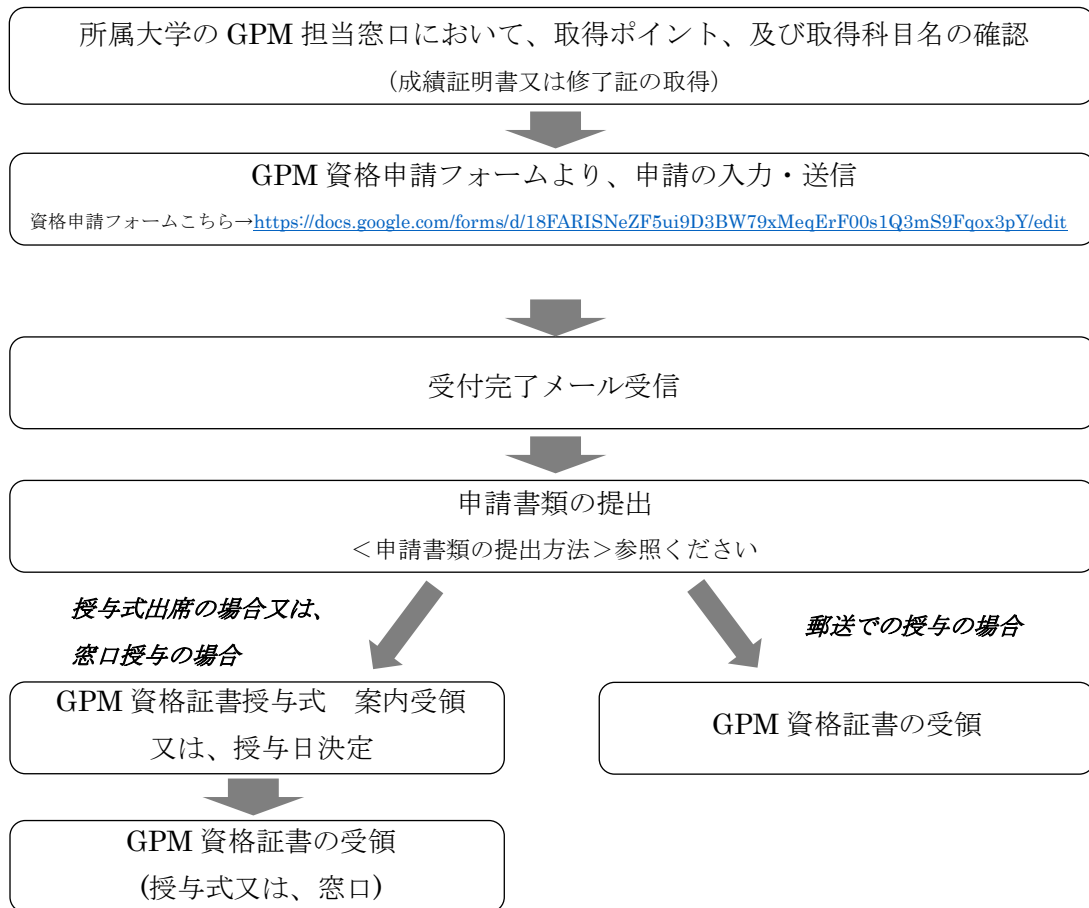 所属大学の GPM 担当窓口において、取得ポイント、及び取得科目名の確認
（成績証明書又は修了証の取得）
GPM 資格申請フォームより、申請の入力・送信
資格申請フォームこちら→https://docs.google.com/forms/d/18FARISNeZF5ui9D3BW79xMeqErF00s1Q3mS9Fqox3pY/edit
受付完了メール受信
申請書類の提出
＜申請書類の提出方法＞参照ください
授与式出席の場合又は、
窓口授与の場合
郵送での授与の場合
GPM 資格証書授与式　案内受領
又は、授与日決定
GPM 資格証書の受領
GPM 資格証書の受領
(授与式又は、窓口)